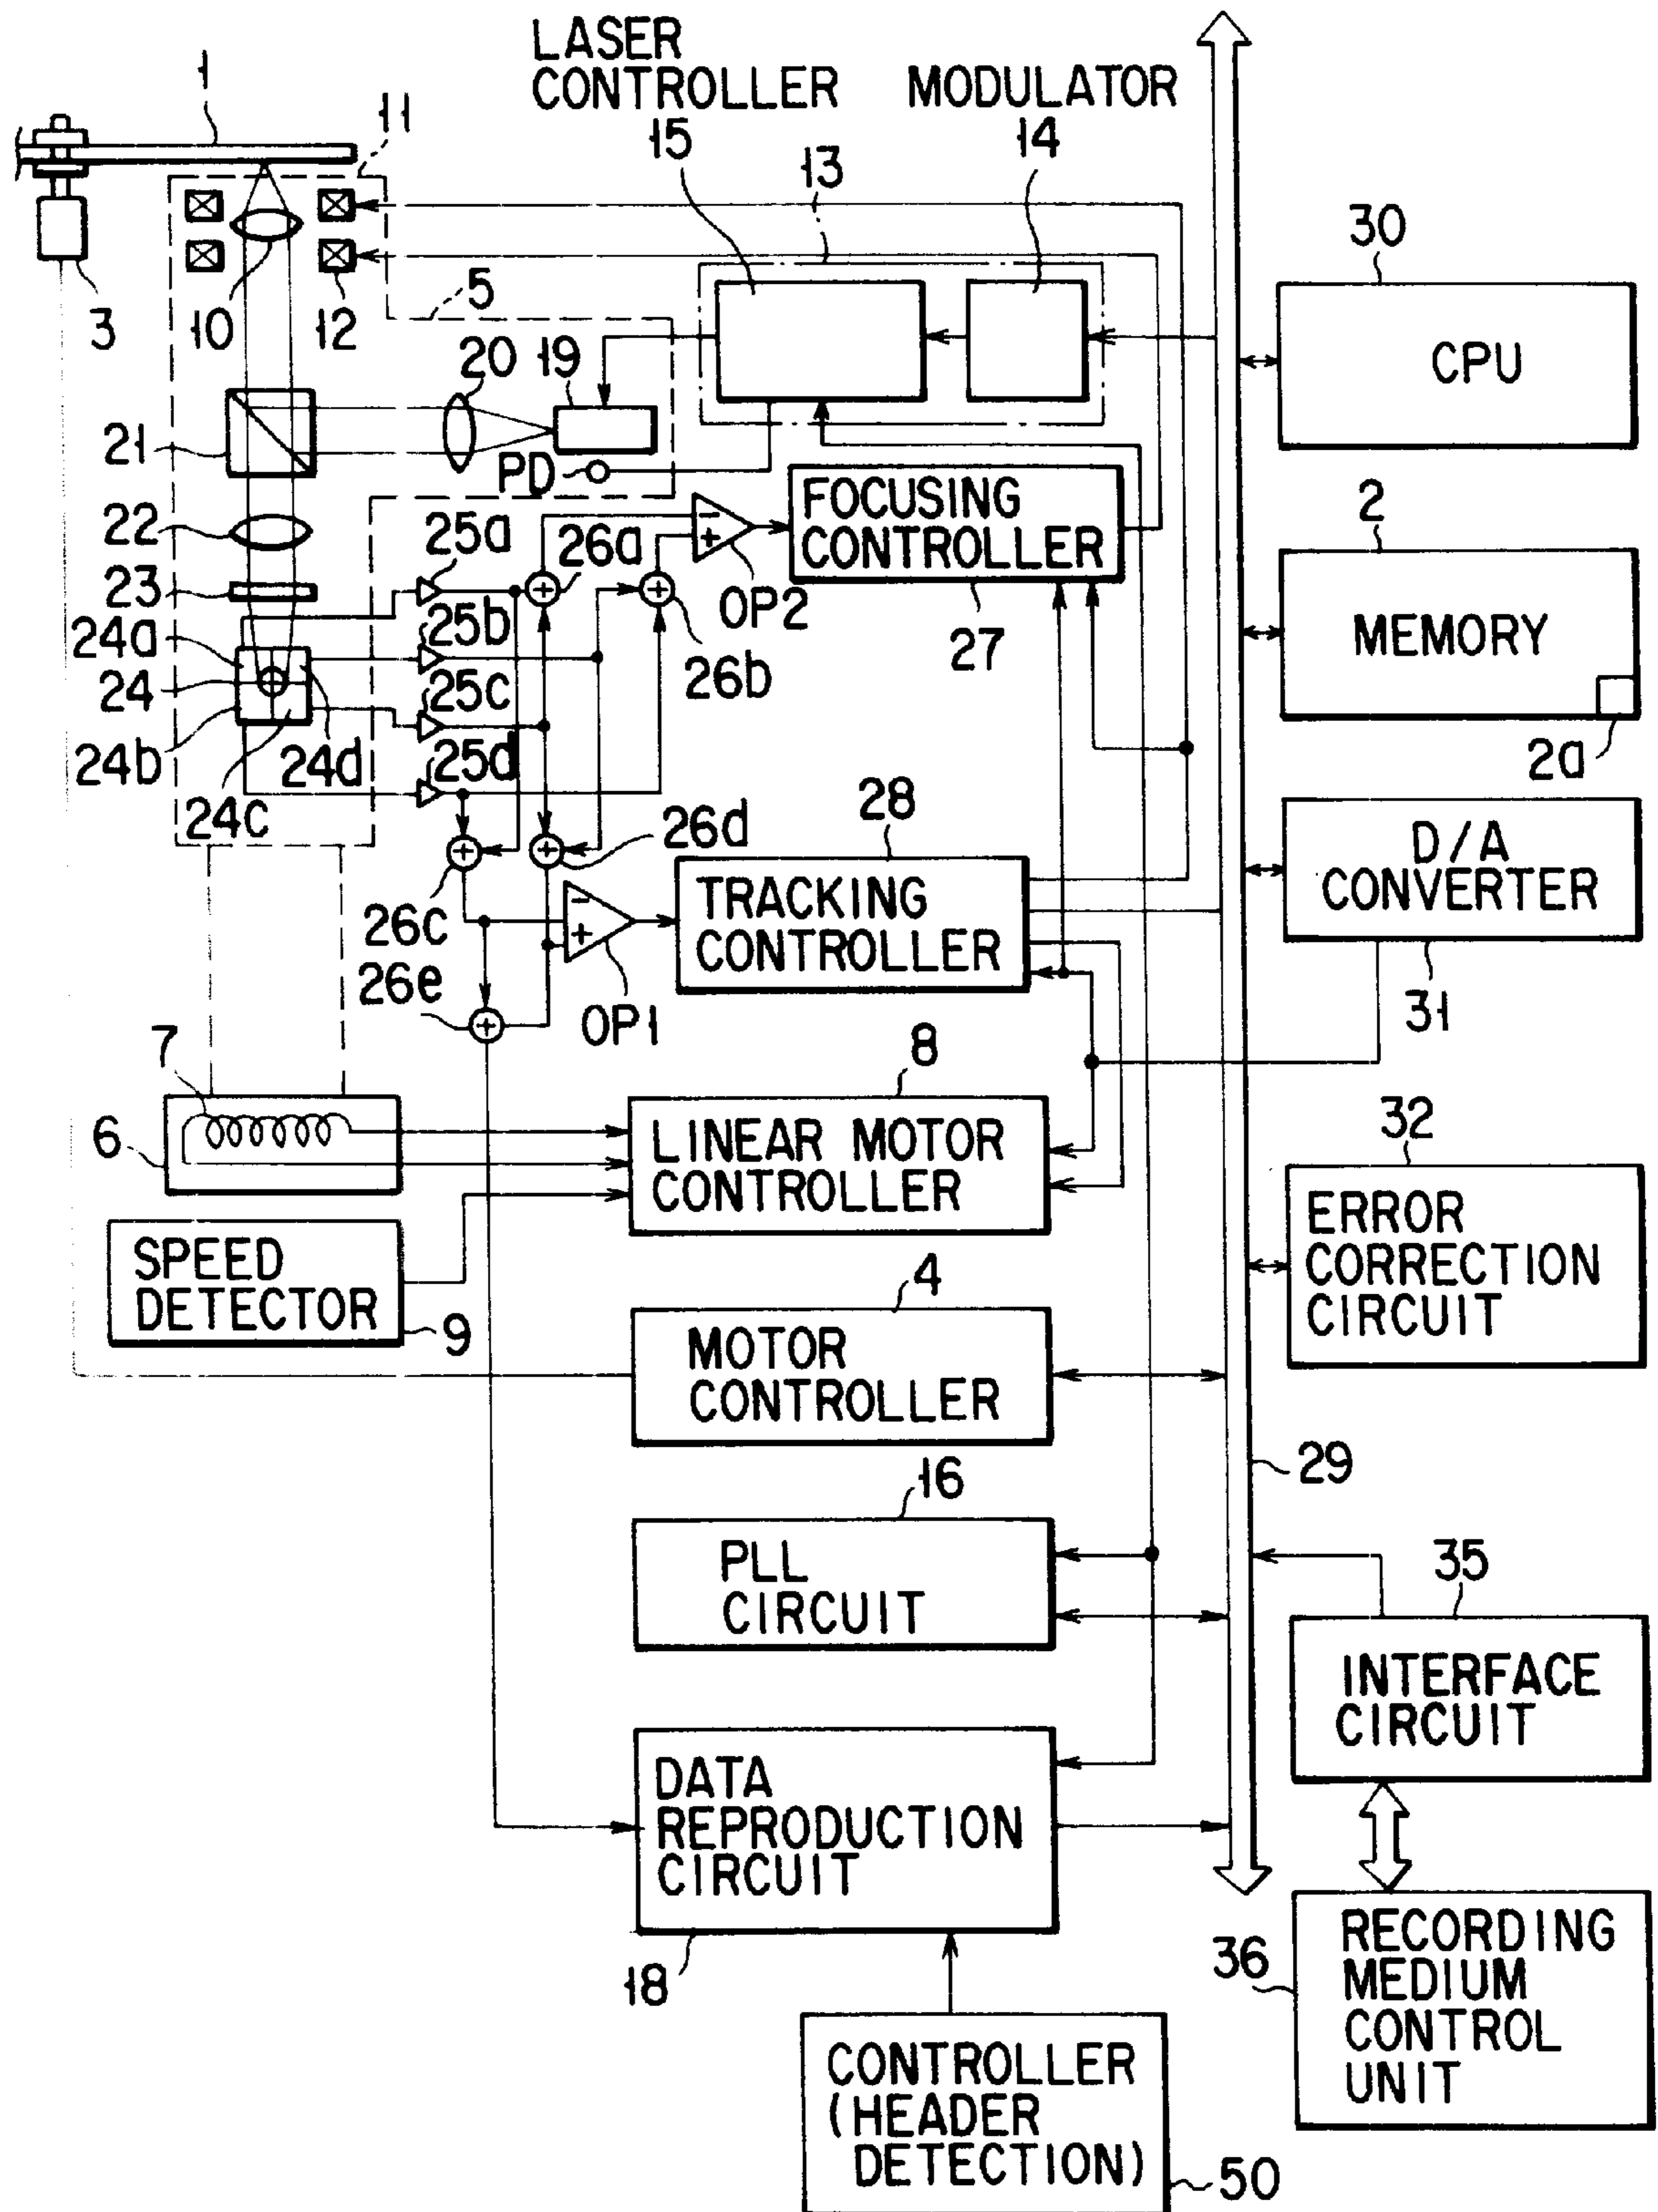 LASER
CONTROLLER
15
MODULATOR
14
1
11
13
3
10
12
5
20
19
21
PD
22
23
24a
24
24b
24c
24d
25a
25b
25c
25d
26a
26b
OP2
FOCUSING
CONTROLLER
27
26c
26d
26e
OP1
28
TRACKING
CONTROLLER
30
CPU
2
MEMORY
2a
D/A
CONVERTER
31
7
6
8
LINEAR MOTOR
CONTROLLER
SPEED
DETECTOR
9
4
MOTOR
CONTROLLER
32
ERROR
CORRECTION
CIRCUIT
29
16
PLL
CIRCUIT
35
INTERFACE
CIRCUIT
DATA
REPRODUCTION
CIRCUIT
18
36
RECORDING
MEDIUM
CONTROL
UNIT
CONTROLLER
(HEADER
DETECTION)
50